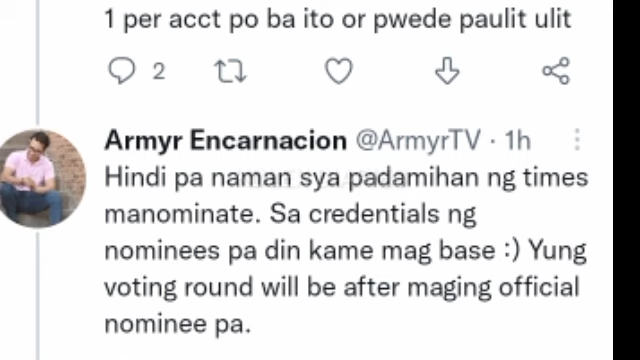 1 per acct po ba ito or pwede paulit ulit
2
Armyr Encarnacion @ArmyrTV · 1h
Hindi pa naman sya padamihan ng times
manominate. Sa credentials ng
nominees pa din kame mag base :) Yung
voting round will be after maging official
nominee pa.